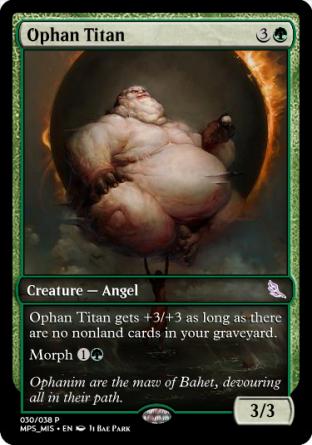 Ophan Titan 3
Creature — Angel
Ophan Titan gets +3/+3 as long as there
are no nonland cards in your graveyard.
Morph 1
Ophanim are the maw of Bahet, devouring
all in their path.
3/3
030/038 P
MPS_MIS • EN JI BAE PARK